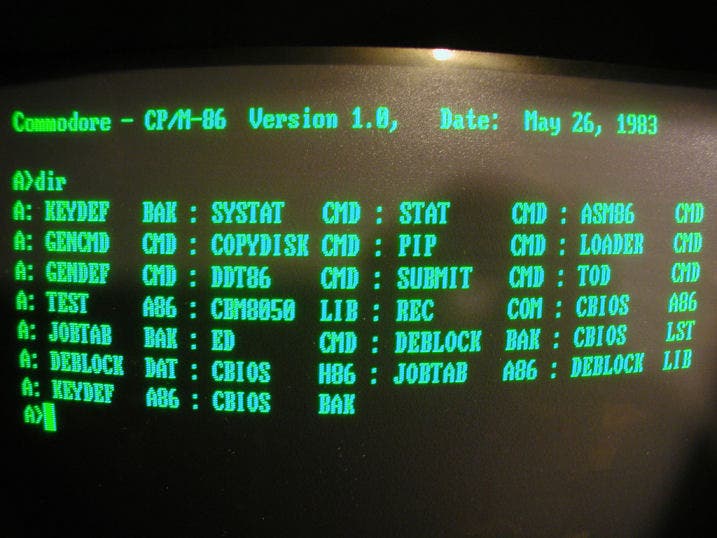 Commodore - CP/M-86 Version 1.0, Date: May 26, 1983
A>dir
A: KEYDEF BAK : SYSTAT CMD : STAT CMD : ASM86 CMD
A: GENCMD CMD : COPYDISK CMD : PIP CMD : LOADER CMD
A: GENDEF CMD : DDT86 CMD : SUBMIT CMD : TOD CMD
A: TEST A86 : CBM8050 LIB : REC COM : CBIOS A86
A: JOBTAB BAK : ED CMD : DEBLOCK BAK : CBIOS LST
A: DEBLOCK DAT : CBIOS H86 : JOBTAB A86 : DEBLOCK LIB
A: KEYDEF A86 : CBIOS BAK
A>